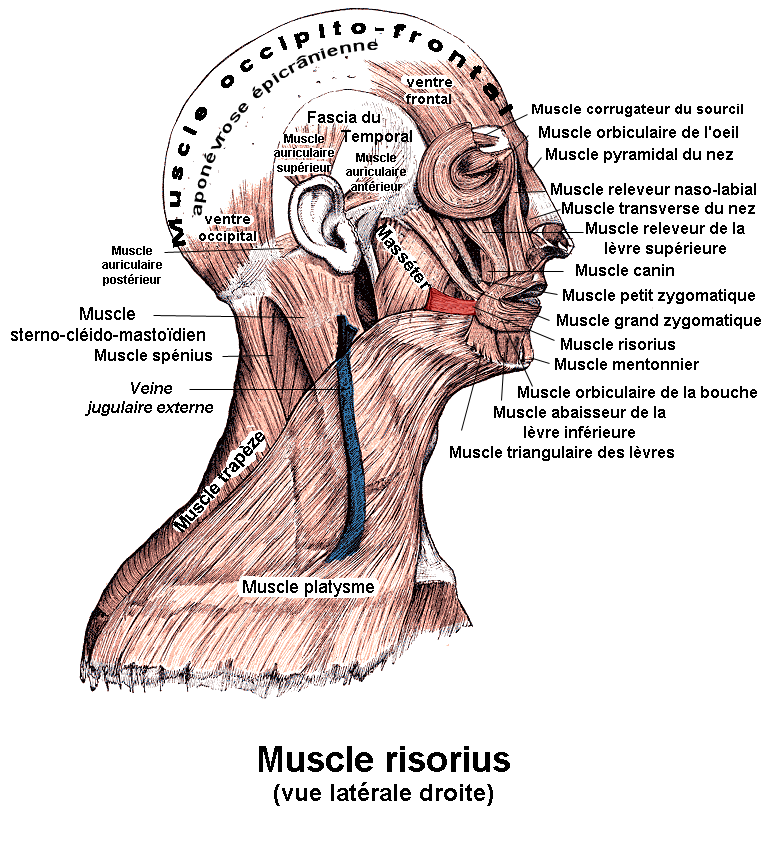 Muscle occipito-frontal
aponévrose épicrânienne
ventre
frontal
Fascia du
Temporal
Muscle
auriculaire
supérieur
Muscle
auriculaire
antérieur
ventre
occipital
Muscle
auriculaire
postérieur
Masséter
Muscle
sterno-cléido-mastoïdien
Muscle spénius
Veine
jugulaire externe
Muscle trapèze
Muscle platysme
Muscle corrugateur du sourcil
Muscle orbiculaire de l'oeil
Muscle pyramidal du nez
Muscle releveur naso-labial
Muscle transverse du nez
Muscle releveur de la
lèvre supérieure
Muscle canin
Muscle petit zygomatique
Muscle grand zygomatique
Muscle risorius
Muscle mentonnier
Muscle orbiculaire de la bouche
Muscle abaisseur de la
lèvre inférieure
Muscle triangulaire des lèvres
Muscle risorius
(vue latérale droite)